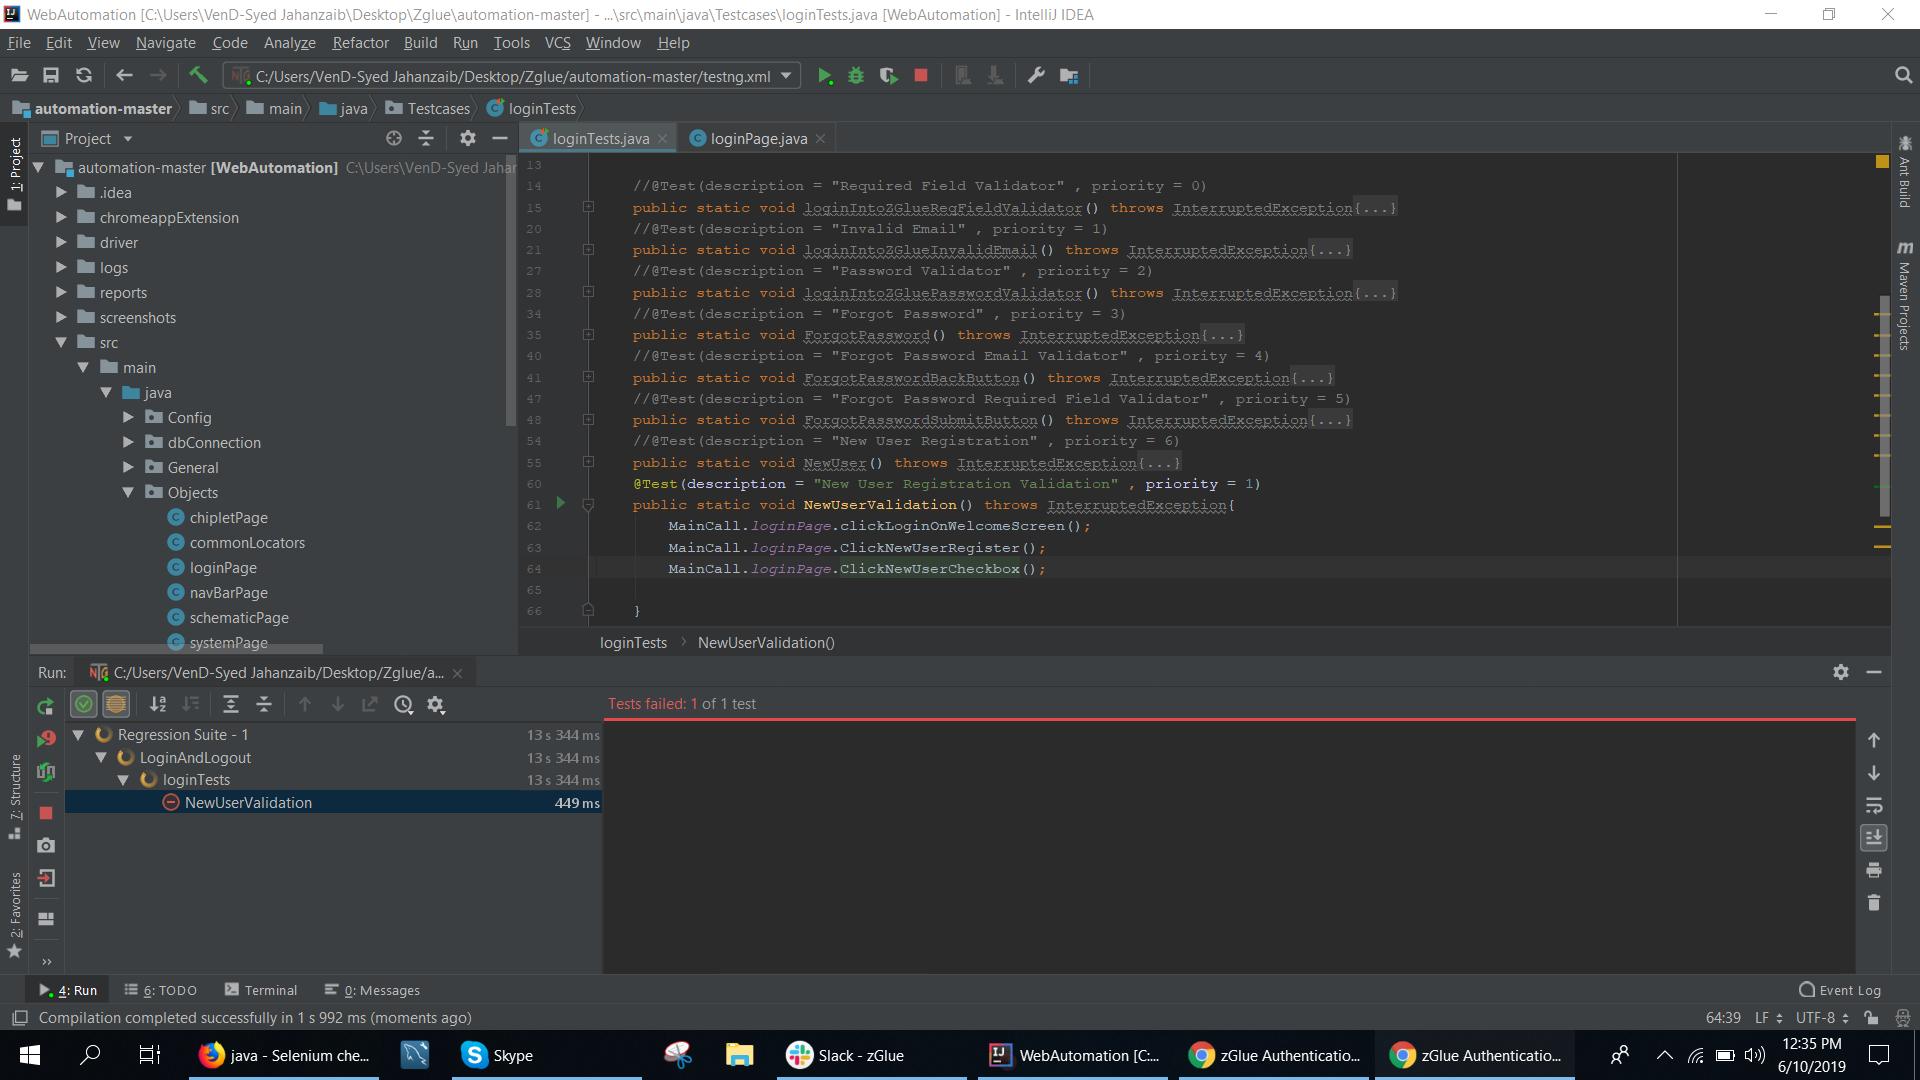 WebAutomation [C:\Users\VenD-Syed Jahanzaib\Desktop\Zglue\automation-master] - ...\src\main\java\Testcases\loginTests.java [WebAutomation] - IntelliJ IDEA
File Edit View Navigate Code Analyze Refactor Build Run Tools VCS Window Help
C:/Users/VenD-Syed Jahanzaib/Desktop/Zglue/automation-master/testng.xml
automation-master src main java Testcases loginTests
Project
loginTests.java loginPage.java
1: Project
Ant Build
Maven Projects
automation-master [WebAutomation] C:\Users\VenD-Syed Jahar
.idea
chromeappExtension
driver
logs
reports
screenshots
src
main
java
Config
dbConnection
General
Objects
chipletPage
commonLocators
loginPage
navBarPage
schematicPage
systemPage
13
14 //@Test(description = "Required Field Validator" , priority = 0)
15 public static void loginIntoZGlueReqFieldValidator() throws InterruptedException{...}
20 //@Test(description = "Invalid Email" , priority = 1)
21 public static void loginIntoZGlueInvalidEmail() throws InterruptedException{...}
27 //@Test(description = "Password Validator" , priority = 2)
28 public static void loginIntoZGluePasswordValidator() throws InterruptedException{...}
34 //@Test(description = "Forgot Password" , priority = 3)
35 public static void ForgotPassword() throws InterruptedException{...}
40 //@Test(description = "Forgot Password Email Validator" , priority = 4)
41 public static void ForgotPasswordBackButton() throws InterruptedException{...}
47 //@Test(description = "Forgot Password Required Field Validator" , priority = 5)
48 public static void ForgotPasswordSubmitButton() throws InterruptedException{...}
54 //@Test(description = "New User Registration" , priority = 6)
55 public static void NewUser() throws InterruptedException{...}
60 @Test(description = "New User Registration Validation" , priority = 1)
61 public static void NewUserValidation() throws InterruptedException{
62 MainCall.loginPage.clickLoginOnWelcomeScreen();
63 MainCall.loginPage.ClickNewUserRegister();
64 MainCall.loginPage.ClickNewUserCheckbox();
65
66 }
loginTests NewUserValidation()
Run: C:/Users/VenD-Syed Jahanzaib/Desktop/Zglue/a...
Tests failed: 1 of 1 test
Regression Suite - 1 13 s 344 ms
LoginAndLogout 13 s 344 ms
loginTests 13 s 344 ms
NewUserValidation 449 ms
7: Structure
2: Favorites
4: Run 6: TODO Terminal 0: Messages Event Log
Compilation completed successfully in 1 s 992 ms (moments ago) 64:39 LF UTF-8
java - Selenium che... Skype Slack - zGlue WebAutomation [C:... zGlue Authenticatio... zGlue Authenticatio...
12:35 PM
6/10/2019